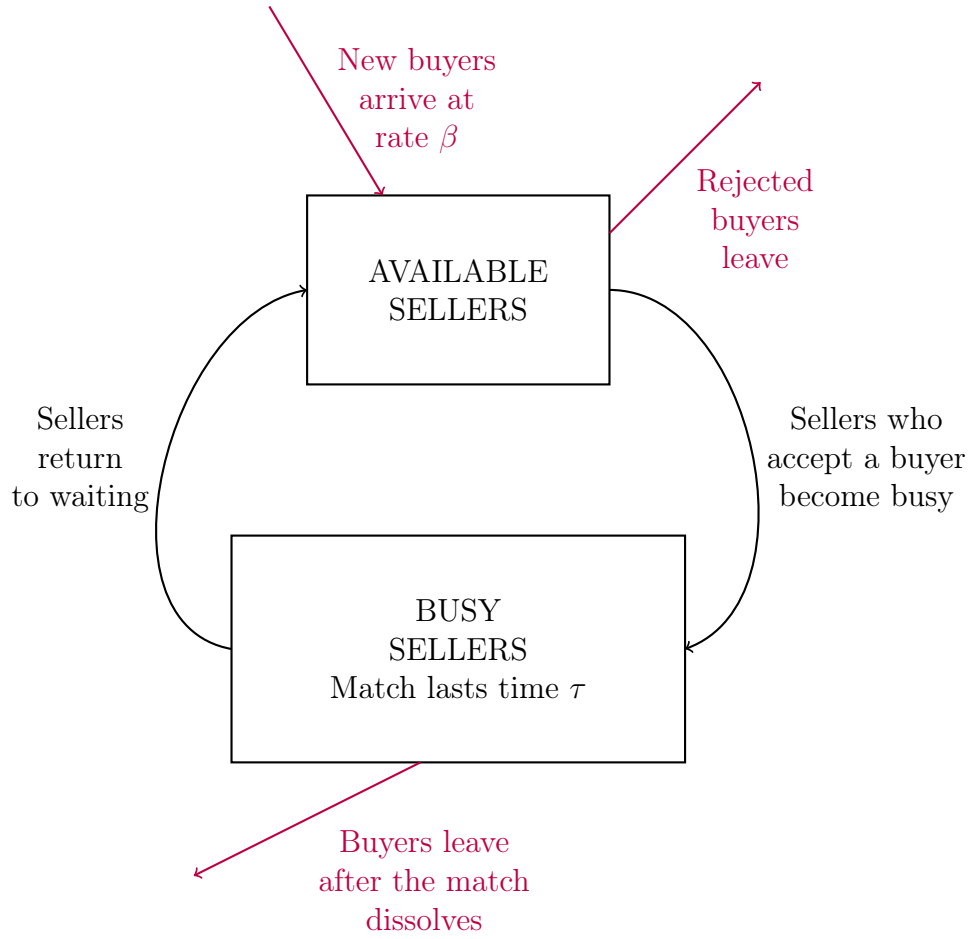 New buyers
arrive at
rate β
Rejected
buyers
leave
AVAILABLE
SELLERS
Sellers
return
to waiting
Sellers who
accept a buyer
become busy
BUSY
SELLERS
Match lasts time τ
Buyers leave
after the match
dissolves